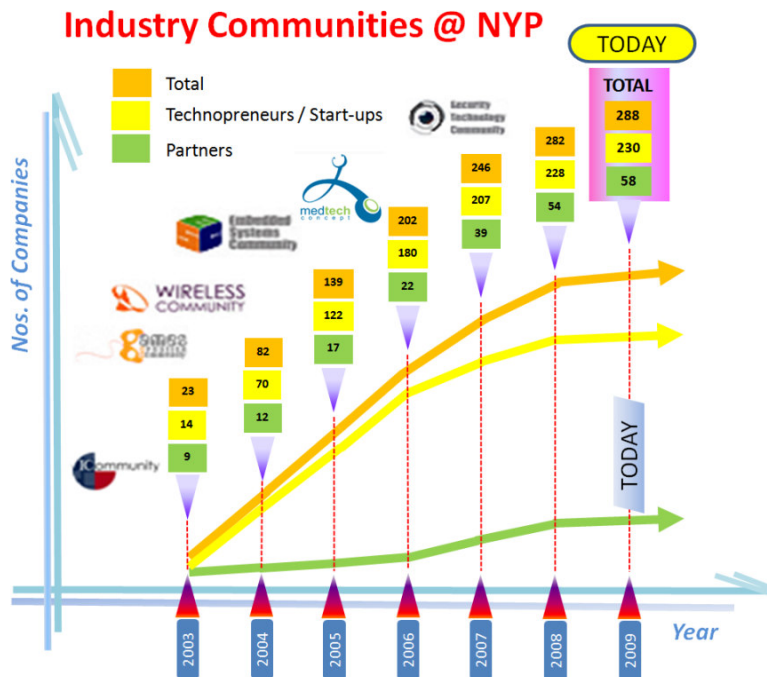 Industry Communities @ NYP
TODAY
Total
Technopreneurs / Start-ups
Partners
Security
Technology
Community
TOTAL
288
230
58
282
228
54
246
207
39
medtech
concept
202
180
22
Embedded
Systems
Community
139
122
17
WIRELESS
COMMUNITY
82
70
12
23
14
9
iCommunity
TODAY
Nos. of Companies
Year
2003
2004
2005
2006
2007
2008
2009